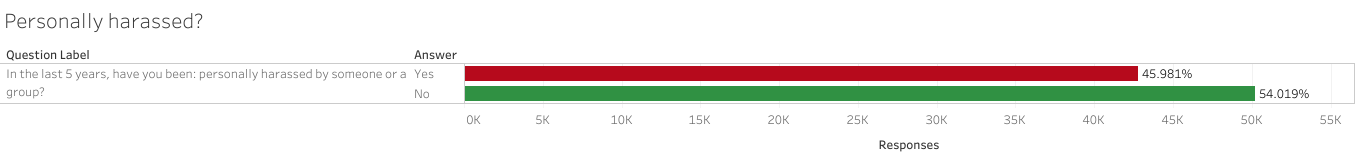 Personally harassed?
Question Label Answer
In the last 5 years, have you been: personally harassed by someone or a group?
Yes 45.981%
No 54.019%
0K 5K 10K 15K 20K 25K 30K 35K 40K 45K 50K 55K
Responses